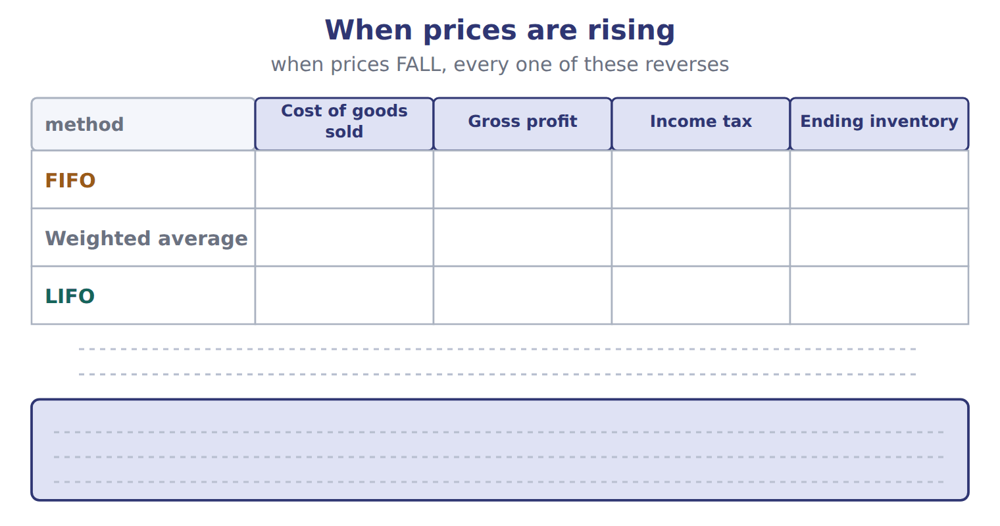 When prices are rising
when prices FALL, every one of these reverses
method
Cost of goods
sold
Gross profit
Income tax
Ending inventory
FIFO
Weighted average
LIFO